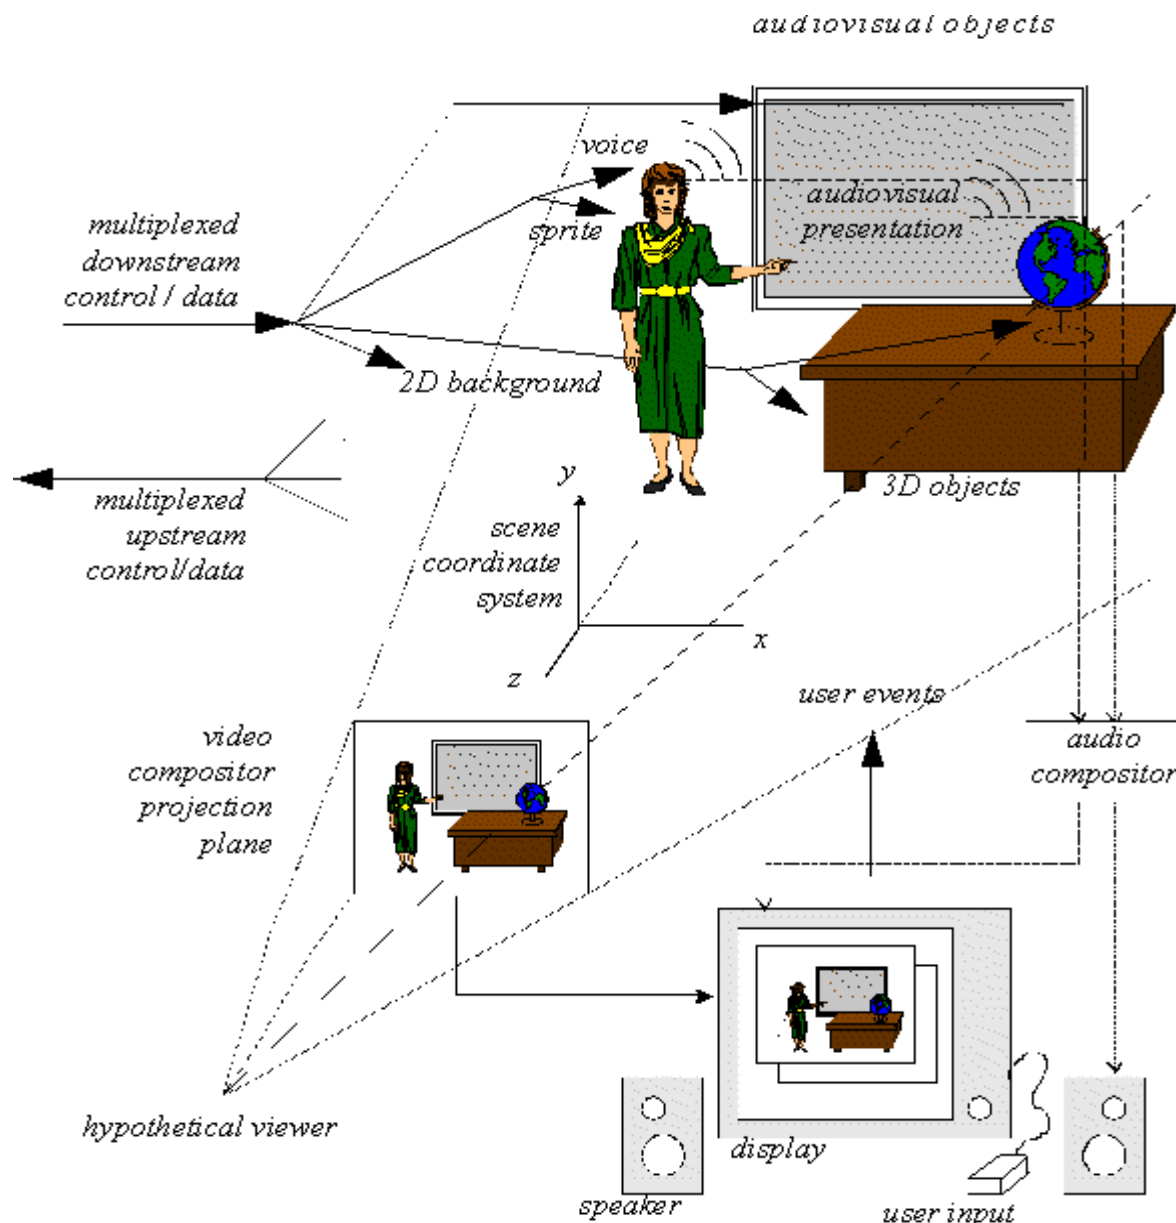 audiovisual objects
voice
sprite
audiovisual
presentation
multiplexed
downstream
control / data
2D background
3D objects
multiplexed
upstream
control/data
y
scene
coordinate
system
x
z
user events
video
compositor
projection
plane
audio
compositor
hypothetical viewer
display
speaker
user input